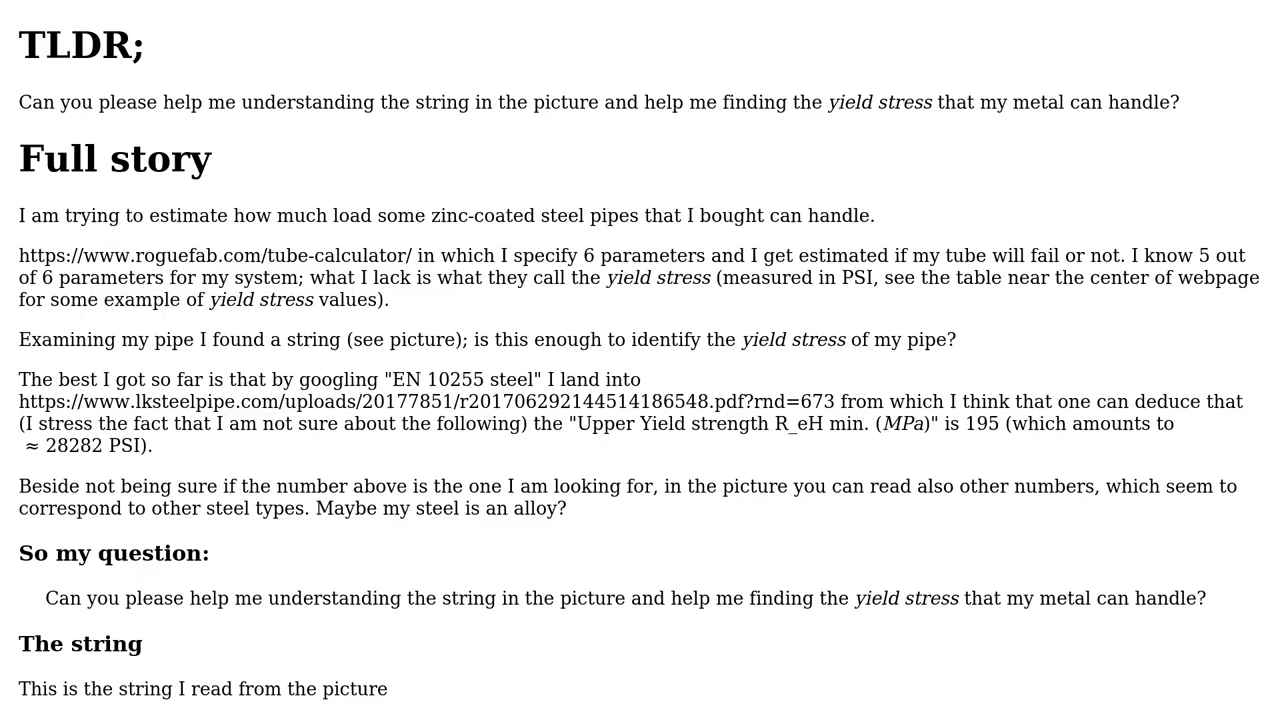 TLDR;
Can you please help me understanding the string in the picture and help me finding the yield stress that my metal can handle?
Full story
I am trying to estimate how much load some zinc-coated steel pipes that I bought can handle.
https://www.roguefab.com/tube-calculator/ in which I specify 6 parameters and I get estimated if my tube will fail or not. I know 5 out
of 6 parameters for my system; what I lack is what they call the yield stress (measured in PSI, see the table near the center of webpage
for some example of yield stress values).
Examining my pipe I found a string (see picture); is this enough to identify the yield stress of my pipe?
The best I got so far is that by googling "EN 10255 steel" I land into
https://www.lksteelpipe.com/uploads/20177851/r201706292144514186548.pdf?rnd=673 from which I think that one can deduce that
(I stress the fact that I am not sure about the following) the "Upper Yield strength R_eH min. (MPa)" is 195 (which amounts to
≈ 28282 PSI).
Beside not being sure if the number above is the one I am looking for, in the picture you can read also other numbers, which seem to
correspond to other steel types. Maybe my steel is an alloy?
So my question:
Can you please help me understanding the string in the picture and help me finding the yield stress that my metal can handle?
The string
This is the string I read from the picture